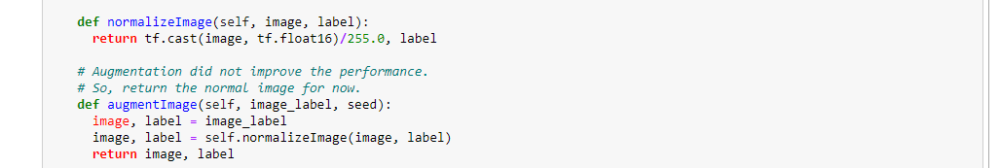 def normalizeImage(self, image, label):
return tf.cast(image, tf.float16)/255.0, label
# Augmentation did not improve the performance.
# So, return the normal image for now.
def augmentImage(self, image_label, seed):
image, label = image_label
image, label = self.normalizeImage(image, label)
return image, label